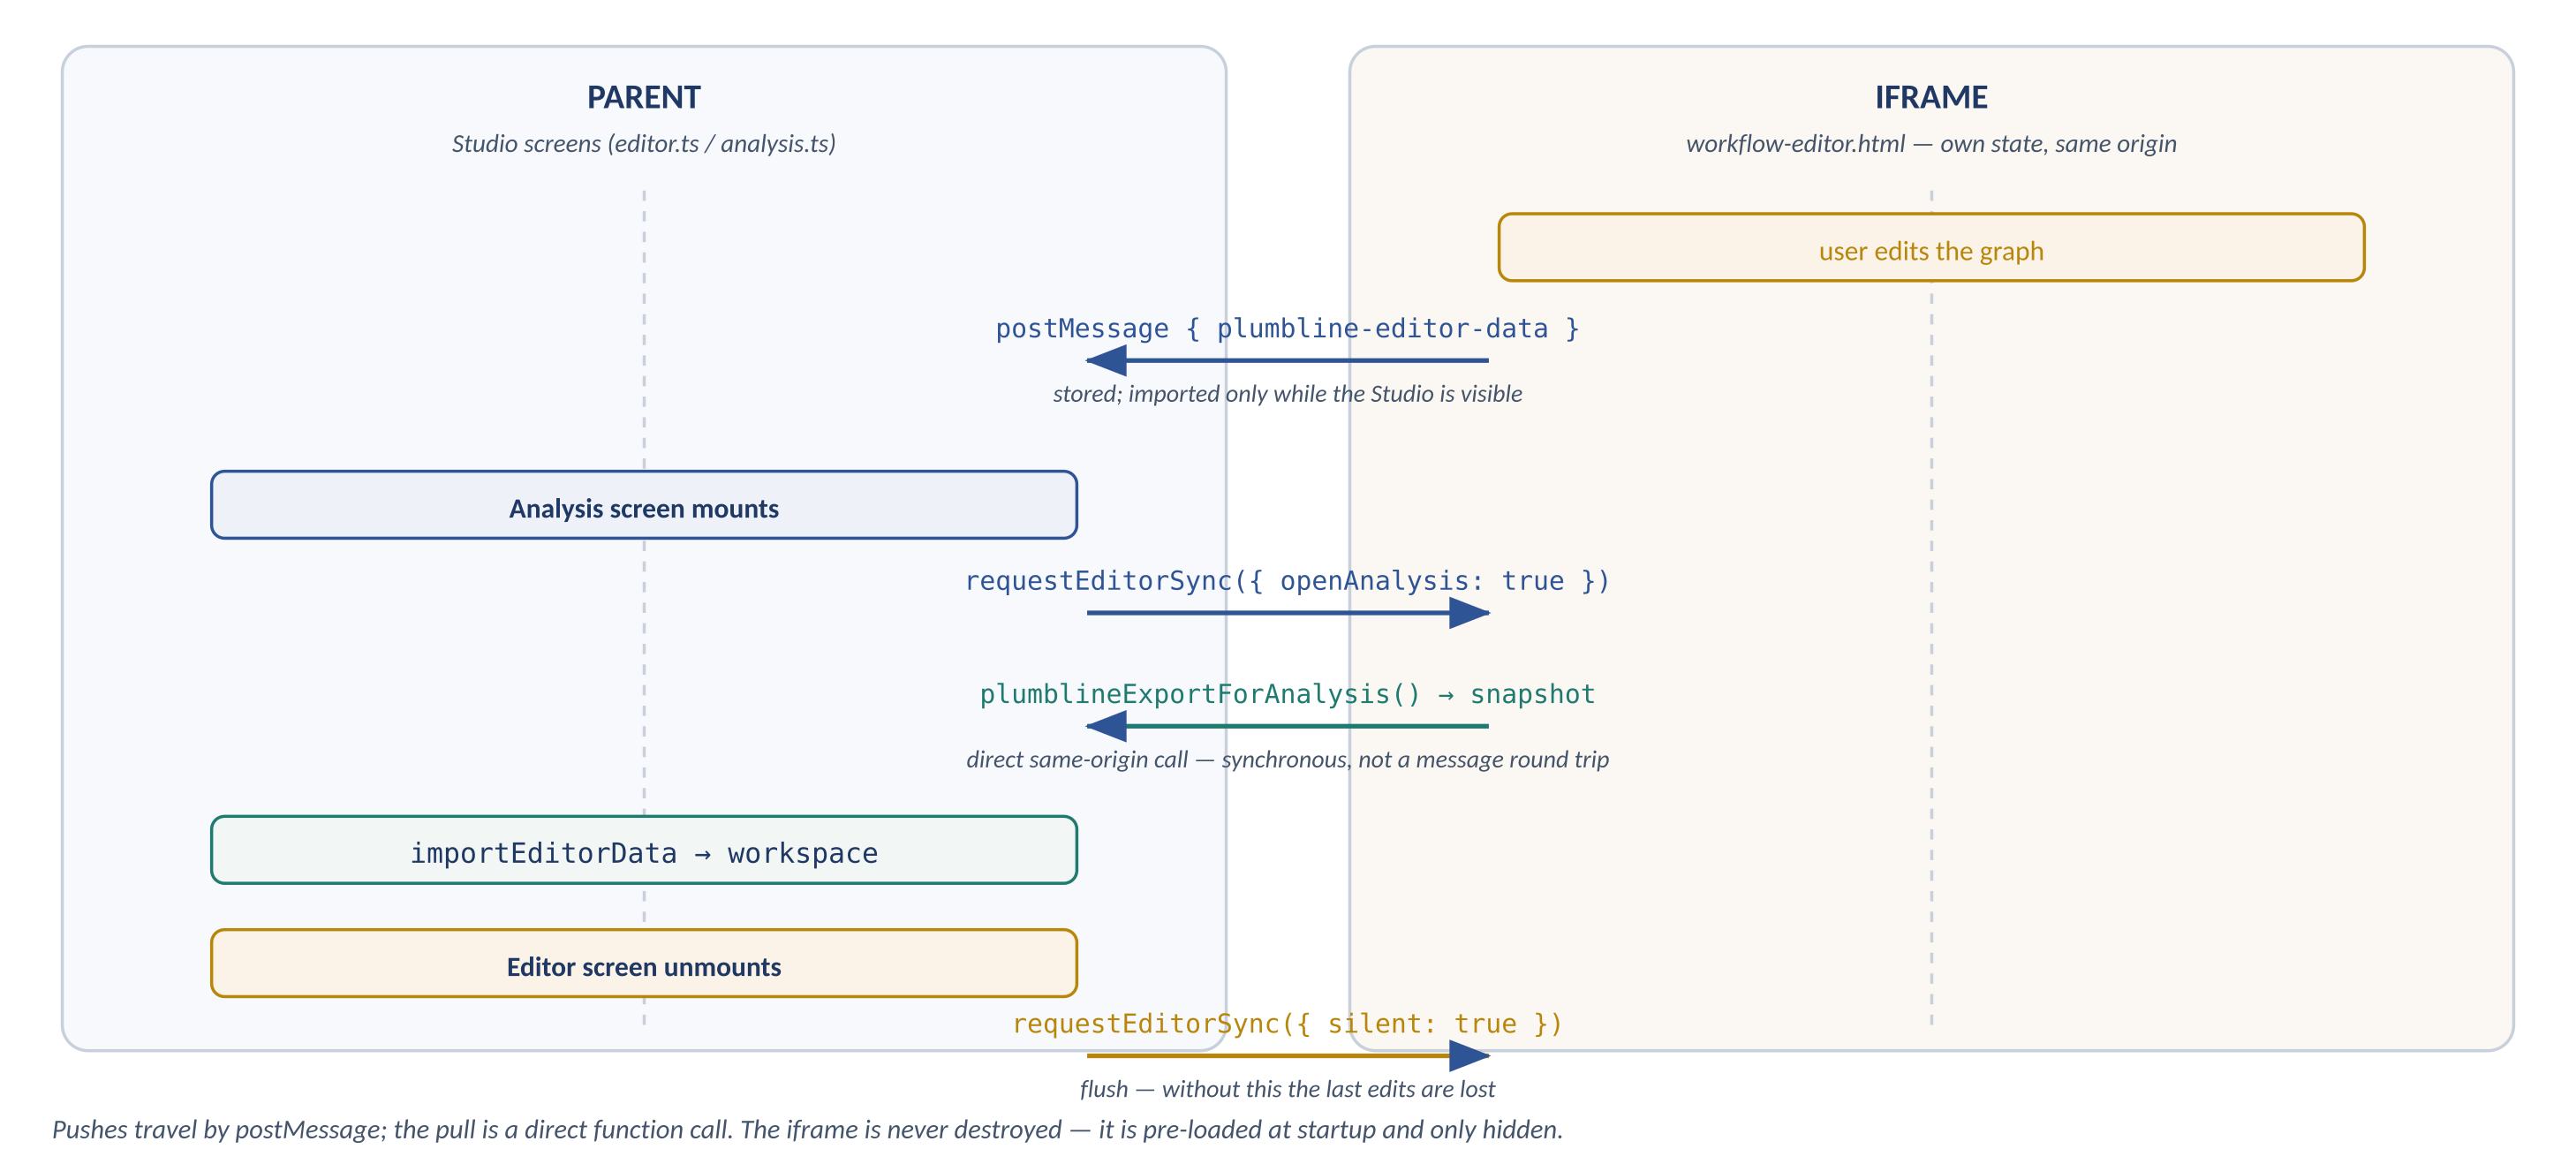 PARENT
Studio screens (editor.ts / analysis.ts)
IFRAME
workflow-editor.html — own state, same origin
user edits the graph
postMessage { plumbline-editor-data }
stored; imported only while the Studio is visible
Analysis screen mounts
requestEditorSync({ openAnalysis: true })
plumblineExportForAnalysis() → snapshot
direct same-origin call — synchronous, not a message round trip
importEditorData → workspace
Editor screen unmounts
requestEditorSync({ silent: true })
flush — without this the last edits are lost
Pushes travel by postMessage; the pull is a direct function call. The iframe is never destroyed — it is pre-loaded at startup and only hidden.